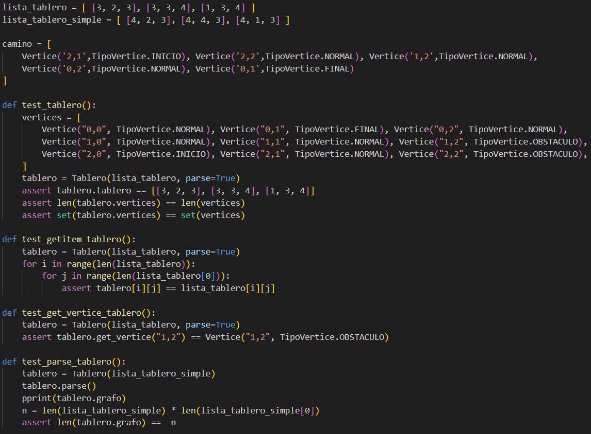 lista_tablero = [ [3, 2, 3], [3, 3, 4], [1, 3, 4] ]
lista_tablero_simple = [ [4, 2, 3], [4, 4, 3], [4, 1, 3] ]
camino = [
    Vertice('2,1',TipoVertice.INICIO), Vertice('2,2',TipoVertice.NORMAL), Vertice('1,2',TipoVertice.NORMAL),
    Vertice('0,2',TipoVertice.NORMAL), Vertice('0,1',TipoVertice.FINAL)
]
def test_tablero():
    vertices = [
        Vertice("0,0", TipoVertice.NORMAL), Vertice("0,1", TipoVertice.FINAL), Vertice("0,2", TipoVertice.NORMAL),
        Vertice("1,0", TipoVertice.NORMAL), Vertice("1,1", TipoVertice.NORMAL), Vertice("1,2", TipoVertice.OBSTACULO),
        Vertice("2,0", TipoVertice.INICIO), Vertice("2,1", TipoVertice.NORMAL), Vertice("2,2", TipoVertice.OBSTACULO),
    ]
    tablero = Tablero(lista_tablero, parse=True)
    assert tablero.tablero == [[3, 2, 3], [3, 3, 4], [1, 3, 4]]
    assert len(tablero.vertices) == len(vertices)
    assert set(tablero.vertices) == set(vertices)
def test_getitem_tablero():
    tablero = Tablero(lista_tablero, parse=True)
    for i in range(len(lista_tablero)):
        for j in range(len(lista_tablero[0])):
            assert tablero[i][j] == lista_tablero[i][j]
def test_get_vertice_tablero():
    tablero = Tablero(lista_tablero, parse=True)
    assert tablero.get_vertice("1,2") == Vertice("1,2", TipoVertice.OBSTACULO)
def test_parse_tablero():
    tablero = Tablero(lista_tablero_simple)
    tablero.parse()
    pprint(tablero.grafo)
    n = len(lista_tablero_simple) * len(lista_tablero_simple[0])
    assert len(tablero.grafo) ==  n